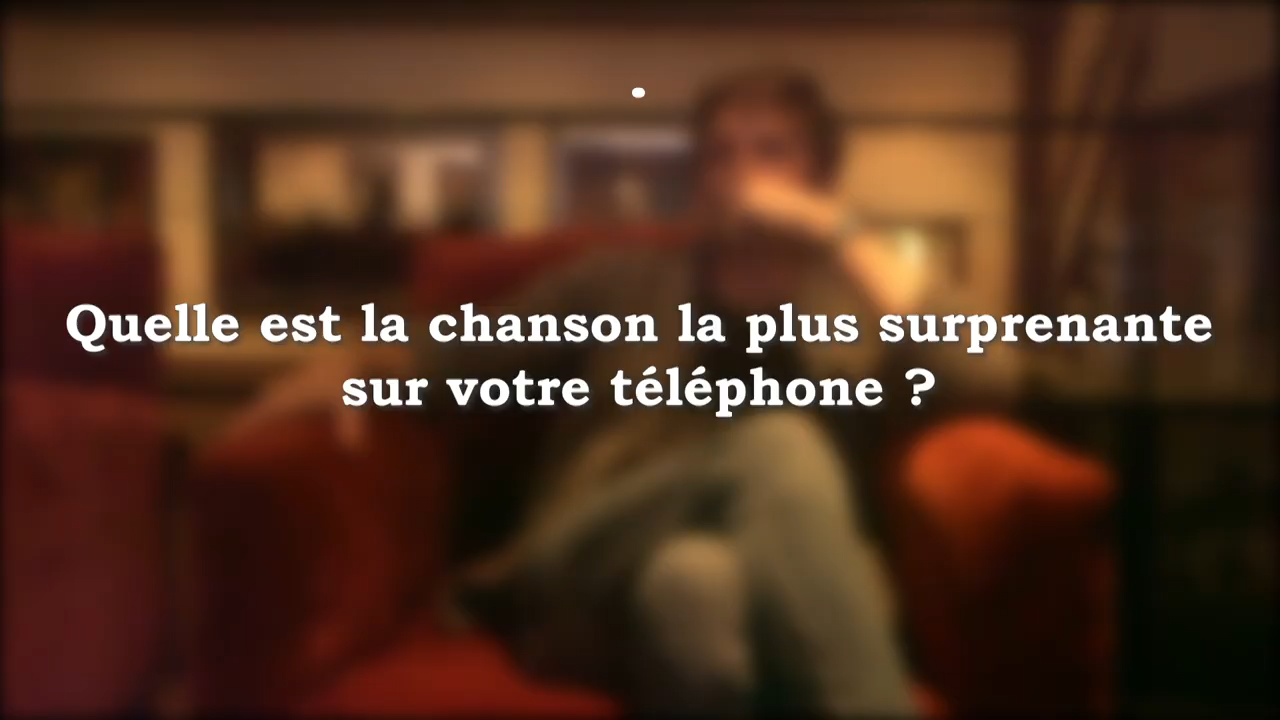 Quelle est la chanson la plus surprenante
sur votre téléphone ?